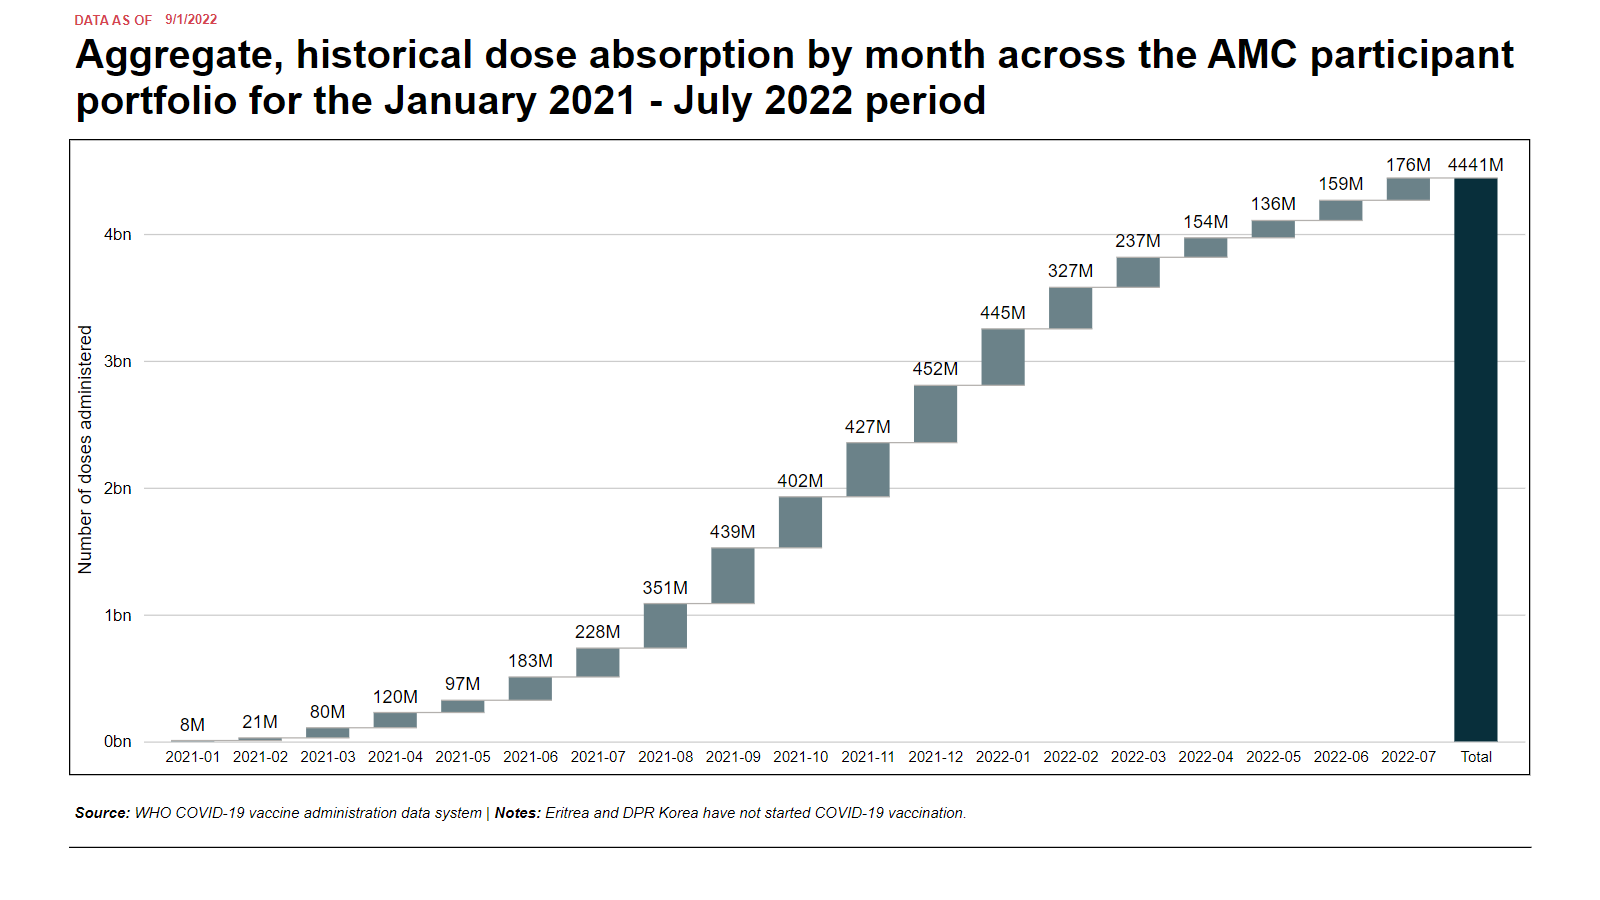 DATA AS OF 9/1/2022
Aggregate, historical dose absorption by month across the AMC participant
portfolio for the January 2021 - July 2022 period
176M 4441M
159M
136M
154M
4bn
237M
327M
445M
3bn
452M
427M
2bn
402M
439M
351M
1bn
228M
183M
97M
120M
80M
21M
8M
0bn
Number of doses administered
2021-01 2021-02 2021-03 2021-04 2021-05 2021-06 2021-07 2021-08 2021-09 2021-10 2021-11 2021-12 2022-01 2022-02 2022-03 2022-04 2022-05 2022-06 2022-07 Total
Source: WHO COVID-19 vaccine administration data system | Notes: Eritrea and DPR Korea have not started COVID-19 vaccination.